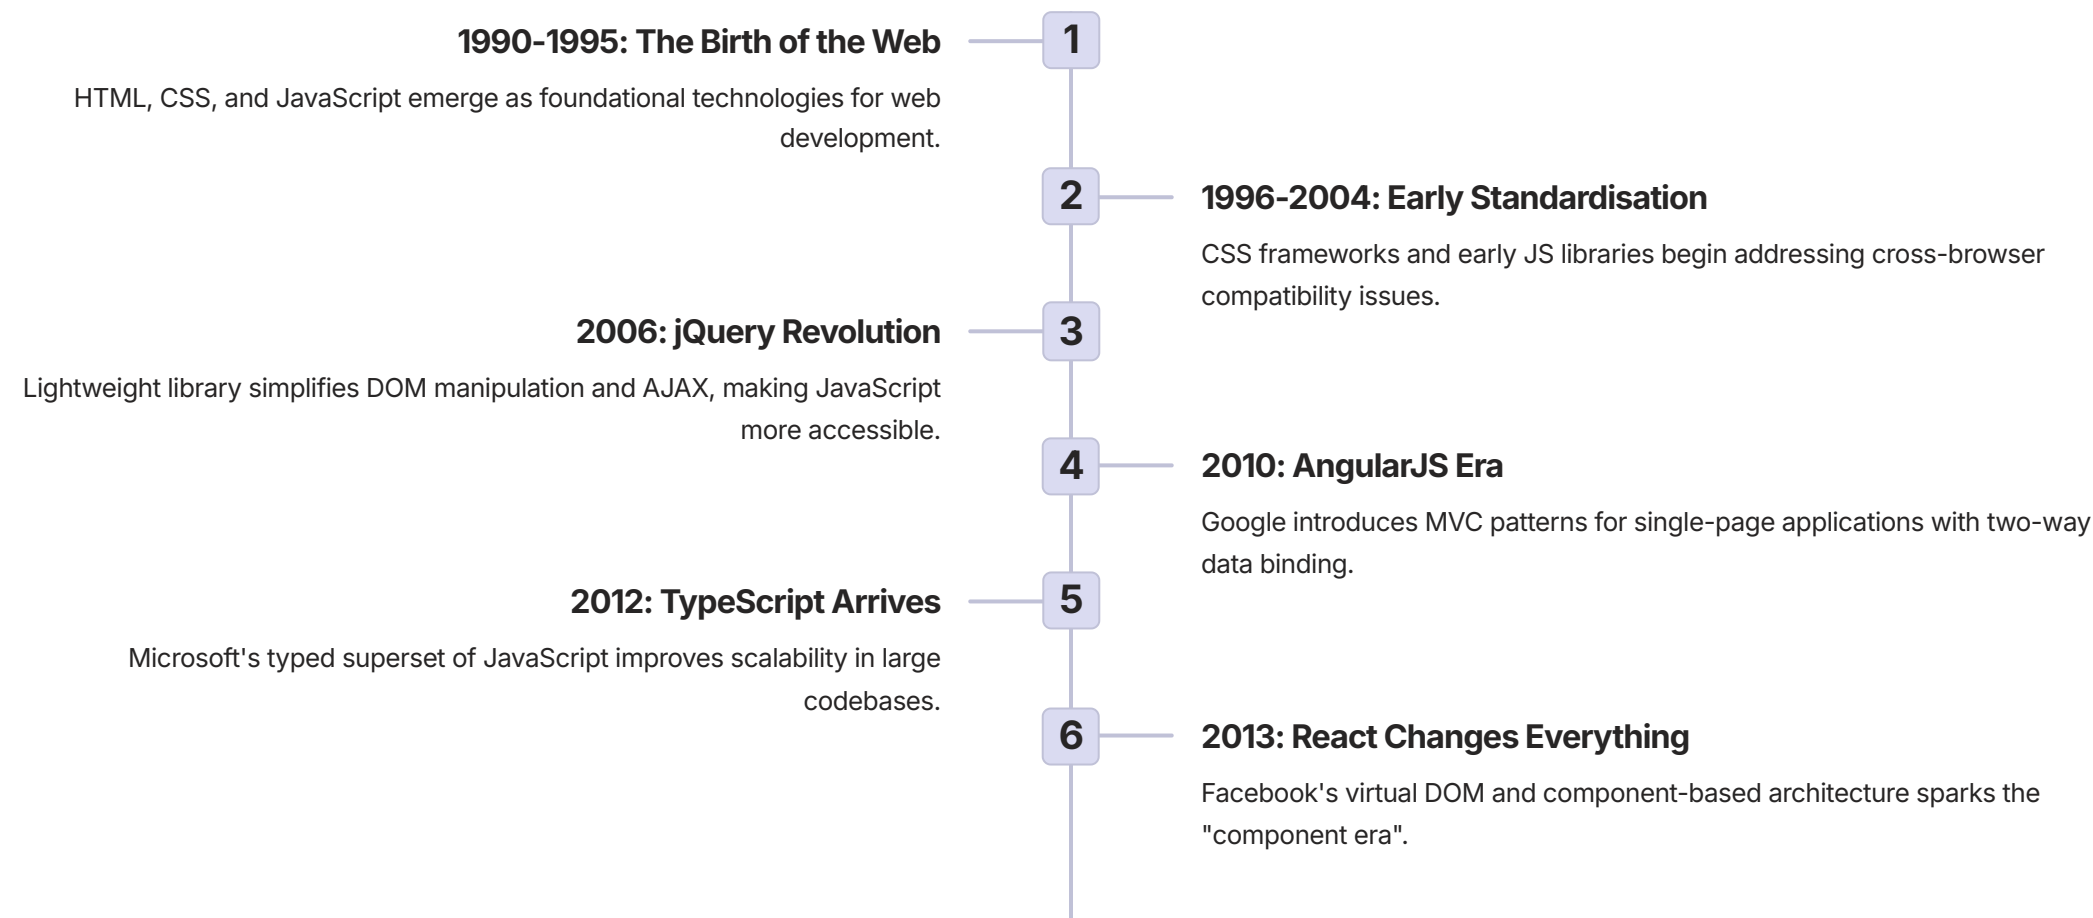 1990-1995: The Birth of the Web
1
HTML, CSS, and JavaScript emerge as foundational technologies for web
development.
2
1996-2004: Early Standardisation
CSS frameworks and early JS libraries begin addressing cross-browser
compatibility issues.
2006: jQuery Revolution
3
Lightweight library simplifies DOM manipulation and AJAX, making JavaScript
more accessible.
4
2010: AngularJS Era
Google introduces MVC patterns for single-page applications with two-way
data binding.
2012: TypeScript Arrives
5
Microsoft's typed superset of JavaScript improves scalability in large
codebases.
6
2013: React Changes Everything
Facebook's virtual DOM and component-based architecture sparks the
"component era".